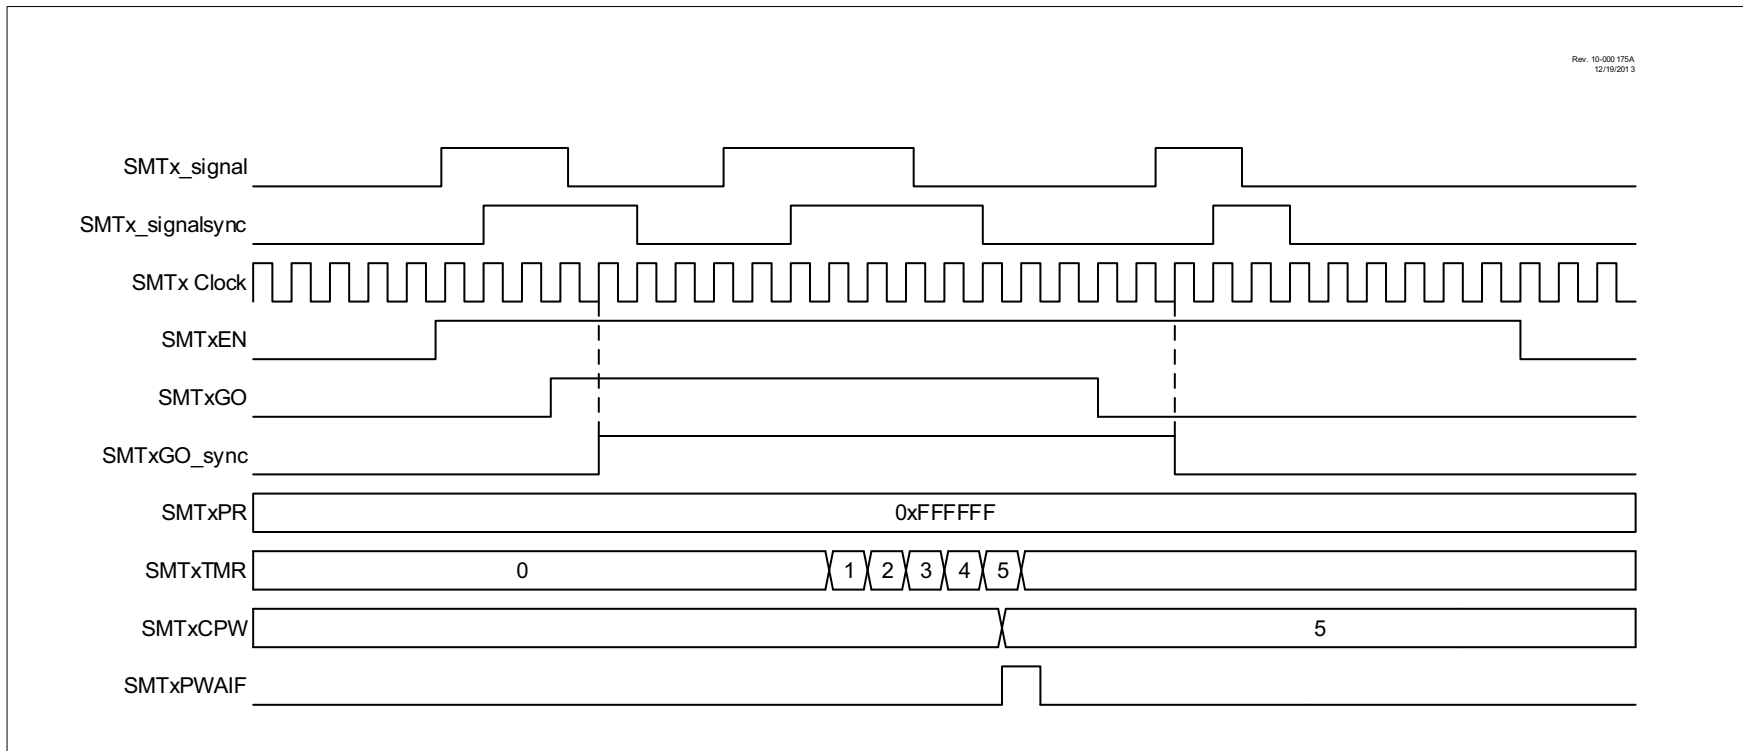 Rev. 10-000 175A
12/19/201 3
SMTx_signal
SMTx_signalsync
SMTx Clock
SMTxEN
SMTxGO
SMTxGO_sync
SMTxPR 0xFFFFFF
SMTxTMR 0 1 2 3 4 5
SMTxCPW 5
SMTxPWAIF